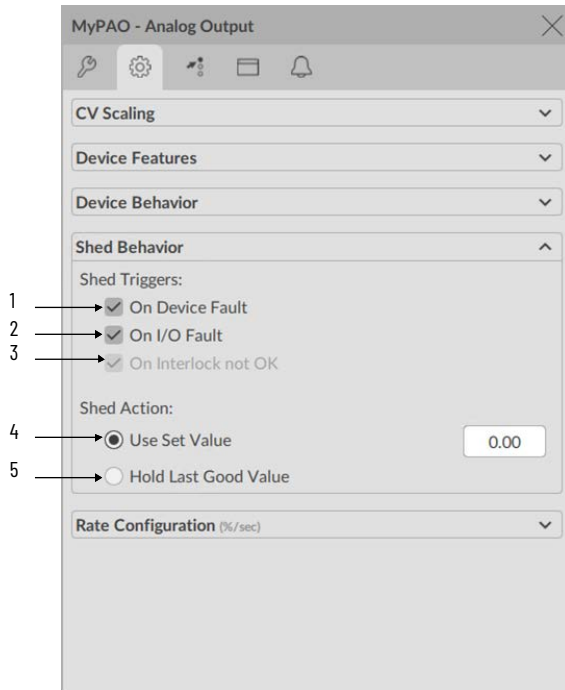 MyPAO - Analog Output
CV Scaling
Device Features
Device Behavior
Shed Behavior
Shed Triggers:
1 On Device Fault
2 On I/O Fault
3 On Interlock not OK
Shed Action:
4 Use Set Value 0.00
5 Hold Last Good Value
Rate Configuration (%/sec)